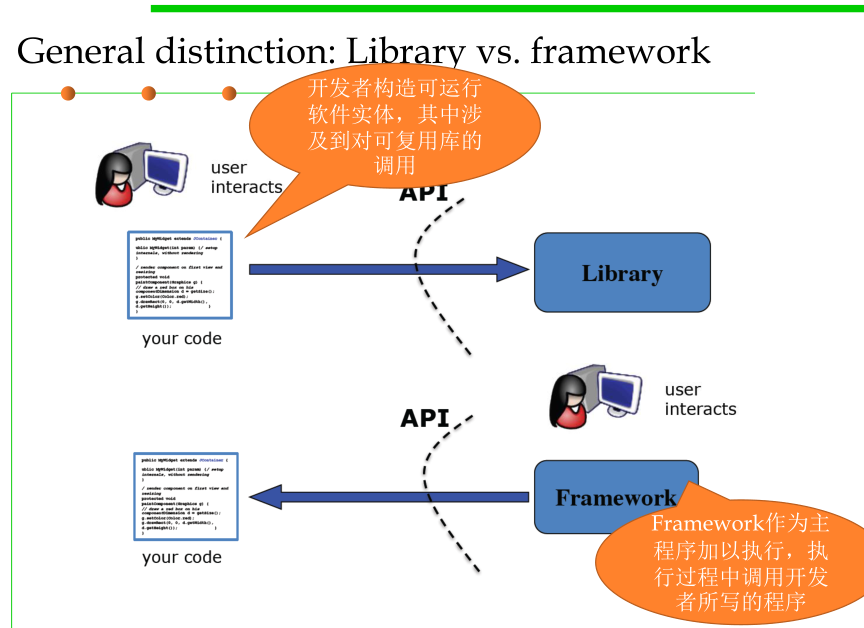 General distinction: Library vs. framework
开发者构造可运行
软件实体，其中涉
及到对可复用库的
调用
user
interacts
API
public MyWidget extends JContainer {
ublic MyWidget(int param) {/ setup
internals, without rendering
}
/ render component on first view and
resizing
protected void
paintComponent(Graphics g) {
// draw a red box on his
componentDimension d = getSize();
g.setColor(Color.red);
g.drawRect(0, 0, d.getWidth(),
d.getHeight()); }
}
Library
your code
user
interacts
API
public MyWidget extends JContainer {
ublic MyWidget(int param) {/ setup
internals, without rendering
}
/ render component on first view and
resizing
protected void
paintComponent(Graphics g) {
// draw a red box on his
componentDimension d = getSize();
g.setColor(Color.red);
g.drawRect(0, 0, d.getWidth(),
d.getHeight()); }
}
Framework
your code
Framework作为主
程序加以执行，执
行过程中调用开发
者所写的程序